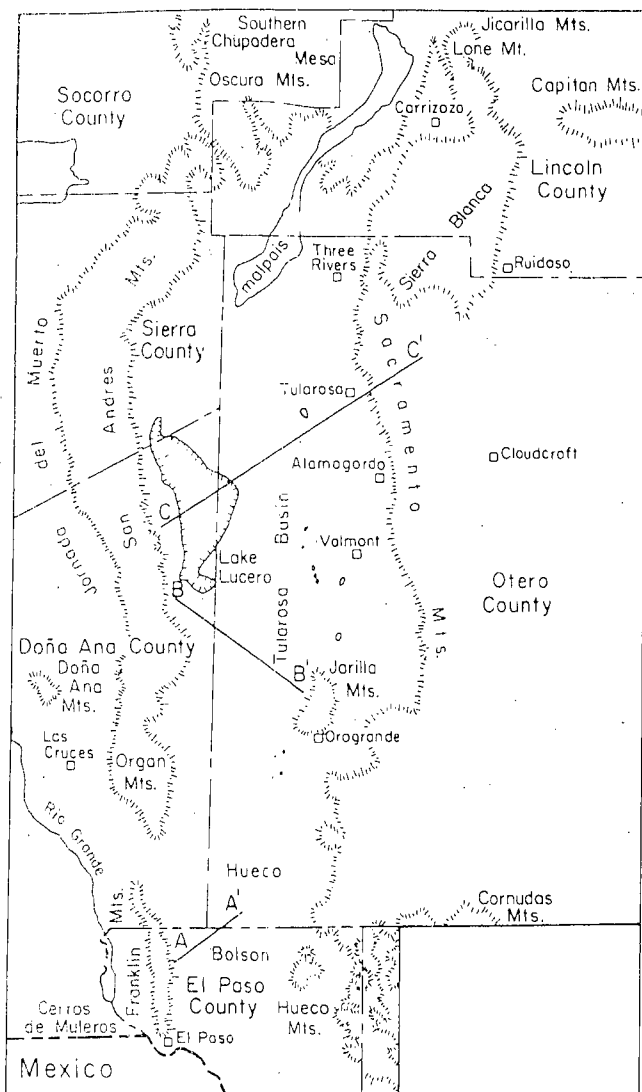 Southern
Chupadera
Mesa
Oscura Mts.
Jicarilla Mts.
Lone Mt.
Capitan Mts.
Socorro
County
Carrizozo
Lincoln
County
Sierra Blanca
Ruidoso
malpais
Three
Rivers
Sierra
County
Jornada del Muerto
San Andres Mts.
Sacramento Mts.
C'
Tularosa
Cloudcroft
Alamogordo
C
Lake
Lucero
Tularosa Basin
Valmont
Otero
County
B
B'
Doña Ana County
Doña
Ana
Mts.
Jarilla
Mts.
Orogrande
Las
Cruces
Organ
Mts.
Rio Grande
Hueco
A'
A
Bolson
Franklin Mts.
Cornudas
Mts.
El Paso
County
Hueco
Mts.
Cerros
de Muleros
El Paso
Mexico